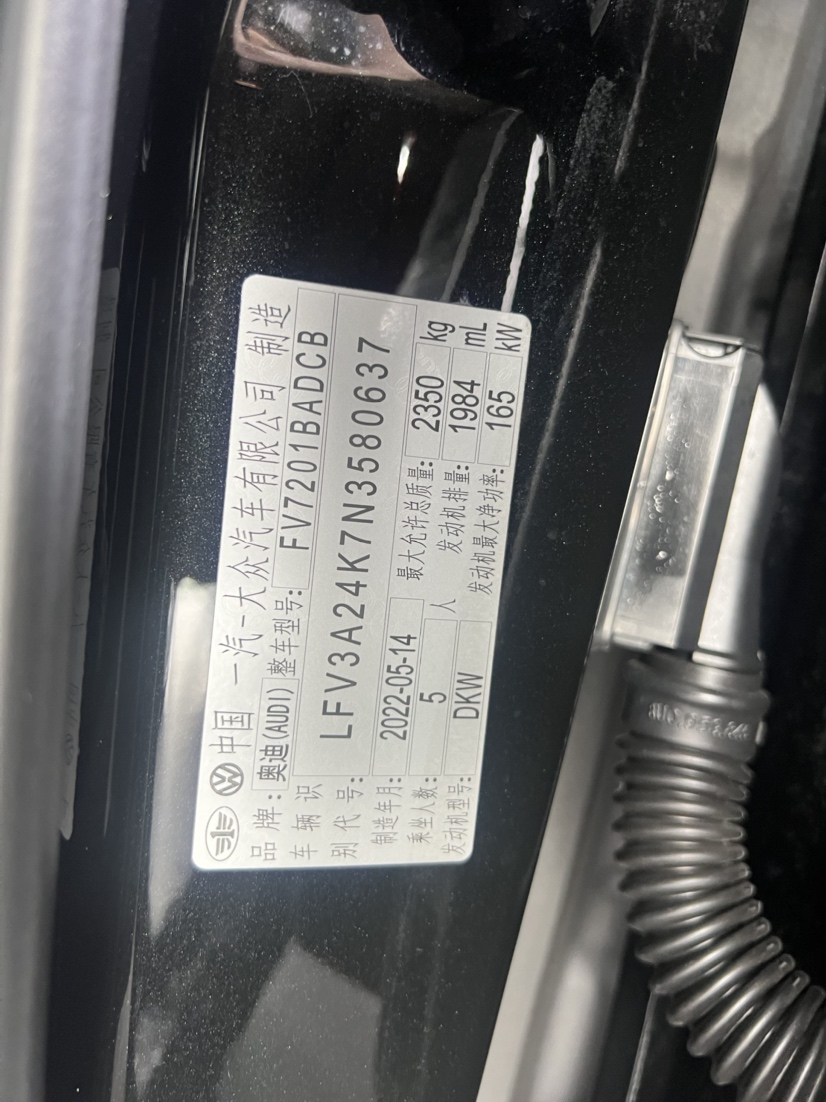 中国 一汽-大众汽车有限公司 制造
品牌: 奥迪(AUDI) 整车型号: FV7201BADCB
车辆识别代号: LFV3A24K7N3580637
制造年月: 2022-05-14 最大允许总质量: 2350 kg
乘坐人数: 5 人 发动机排量: 1984 mL
发动机型号: DKW 发动机最大净功率: 165 kW